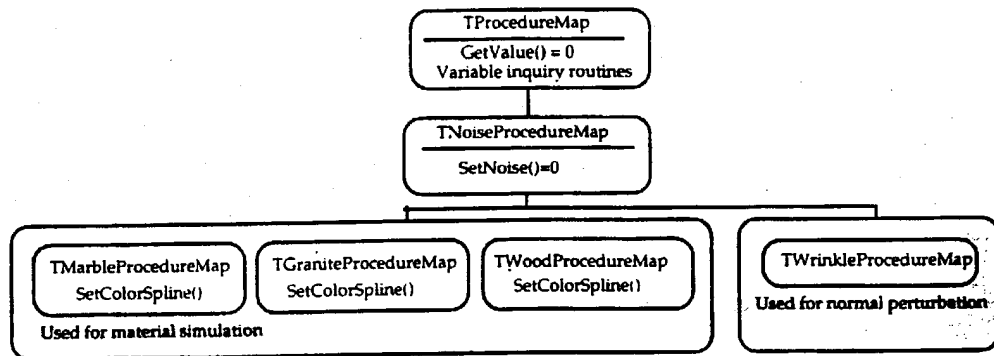 TProcedureMap
GetValue() = 0
Variable inquiry routines
TNoiseProcedureMap
SetNoise()=0
TMarbleProcedureMap
SetColorSpline()
TGraniteProcedureMap
SetColorSpline()
TWoodProcedureMap
SetColorSpline()
Used for material simulation
TWrinkleProcedureMap
Used for normal perturbation